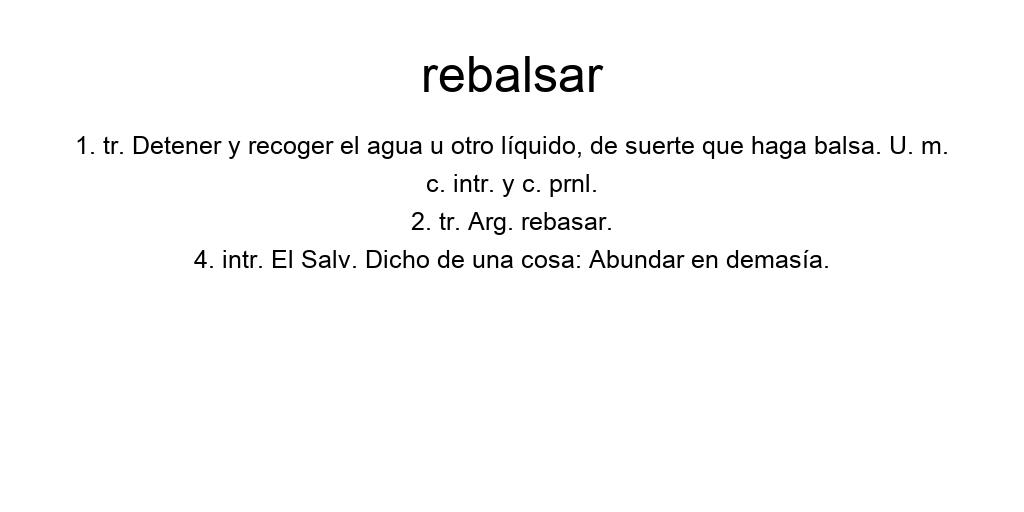 rebalsar
1. tr. Detener y recoger el agua u otro líquido, de suerte que haga balsa. U. m.
c. intr. y c. prnl.
2. tr. Arg. rebasar.
4. intr. El Salv. Dicho de una cosa: Abundar en demasía.